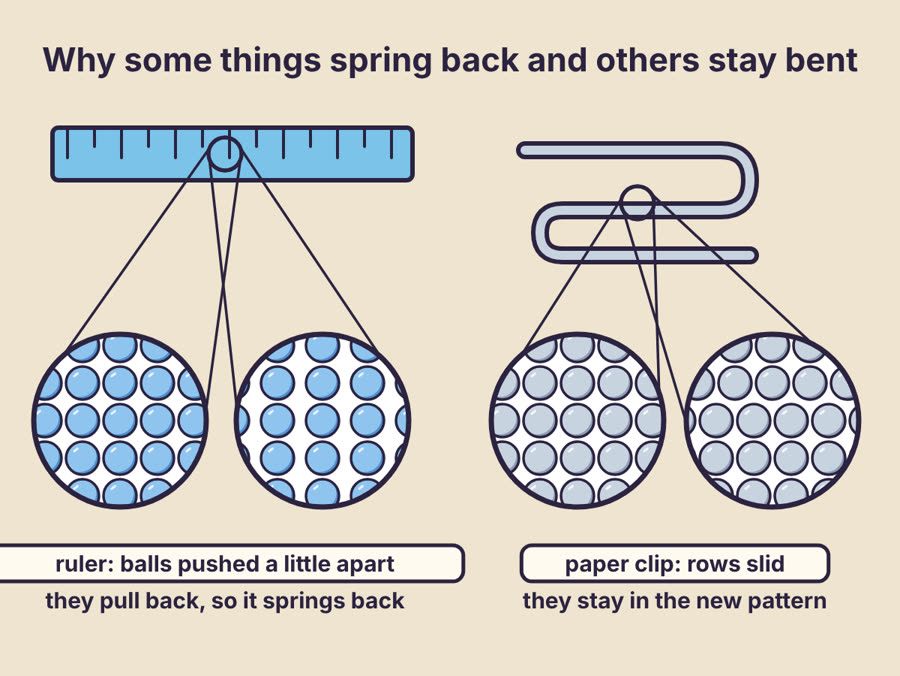 Why some things spring back and others stay bent
ruler: balls pushed a little apart
they pull back, so it springs back
paper clip: rows slid
they stay in the new pattern